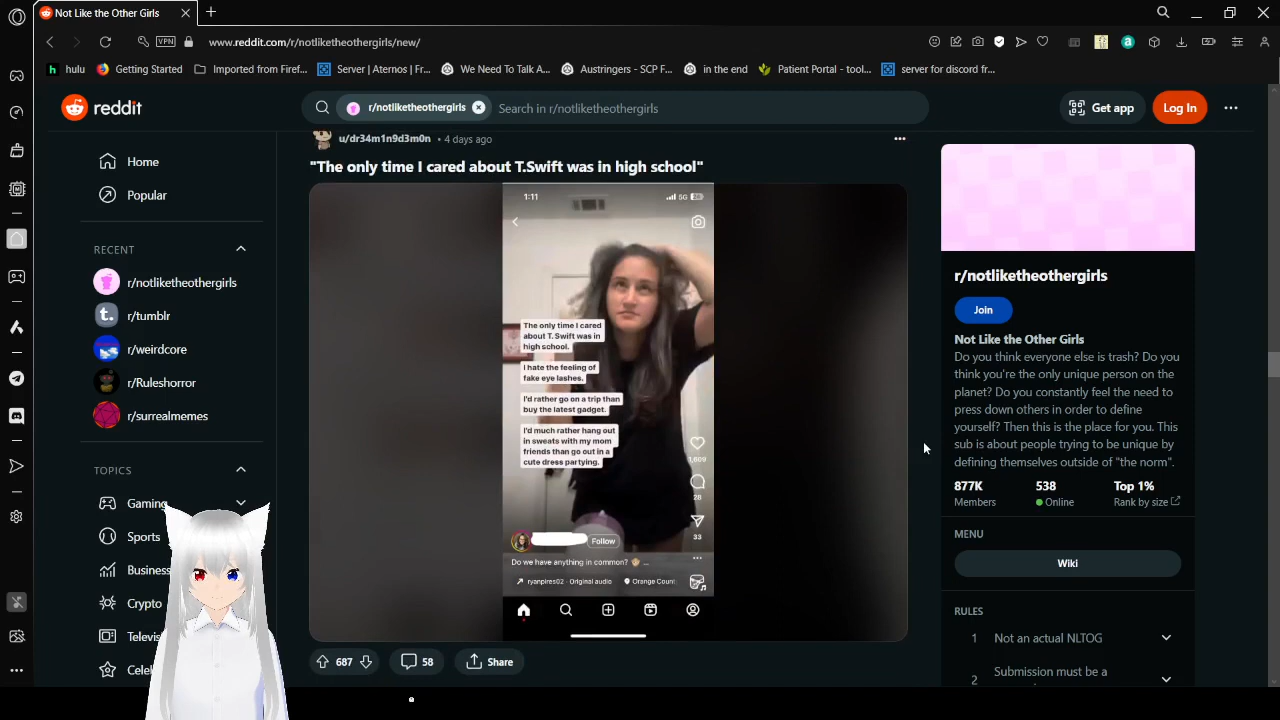 Not Like the Other Girls
VPN
www.reddit.com/r/notliketheothergirls/new/
hulu
Getting Started
Imported from Firef...
Server | Aternos | Fr...
We Need To Talk A...
Austringers - SCP F...
in the end
Patient Portal - tool...
server for discord fr...
reddit
r/notliketheothergirls
Search in r/notliketheothergirls
Get app
Log In
Home
Popular
RECENT
r/notliketheothergirls
r/tumblr
r/weirdcore
r/Ruleshorror
r/surrealmemes
TOPICS
Gaming
Sports
Business
Crypto
Televis
Celeb
u/dr34m1n9d3m0n • 4 days ago
"The only time I cared about T.Swift was in high school"
1:11
5G
The only time I cared
about T. Swift was in
high school.
I hate the feeling of
fake eye lashes.
I'd rather go on a trip than
buy the latest gadget.
I'd much rather hang out
in sweats with my mom
friends than go out in a
cute dress partying.
1,609
28
33
Follow
Do we have anything in common? ...
ryanpires02 · Original audio
Orange Count
687
58
Share
r/notliketheothergirls
Join
Not Like the Other Girls
Do you think everyone else is trash? Do you
think you're the only unique person on the
planet? Do you constantly feel the need to
press down others in order to define
yourself? Then this is the place for you. This
sub is about people trying to be unique by
defining themselves outside of "the norm".
877K
538
Top 1%
Members
Online
Rank by size
MENU
Wiki
RULES
1
Not an actual NLTOG
2
Submission must be a